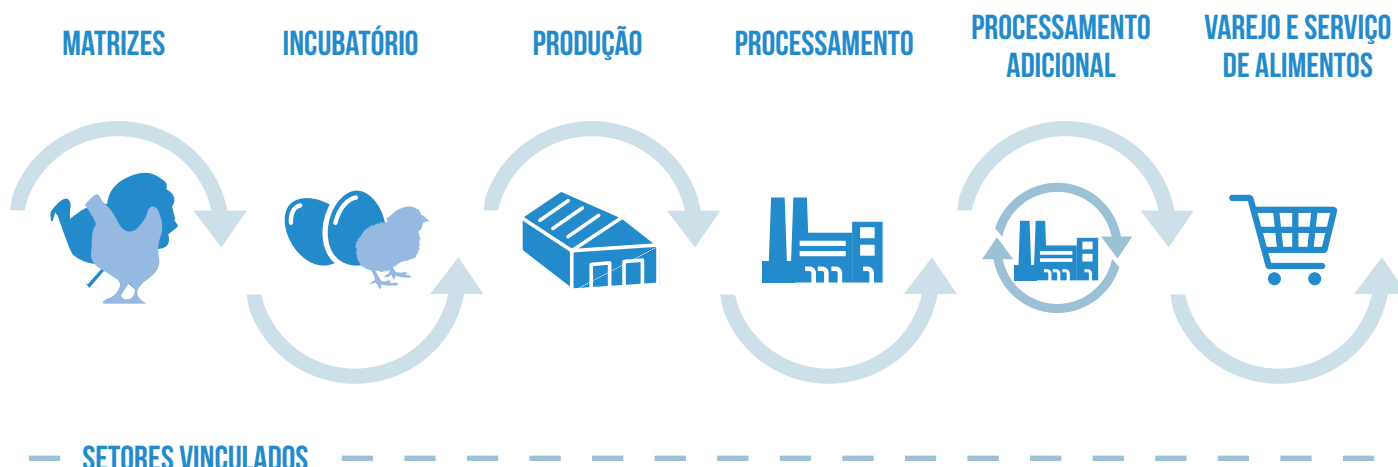 MATRIZES
INCUBATÓRIO
PRODUÇÃO
PROCESSAMENTO
PROCESSAMENTO
ADICIONAL
VAREJO E SERVIÇO
DE ALIMENTOS
SETORES VINCULADOS